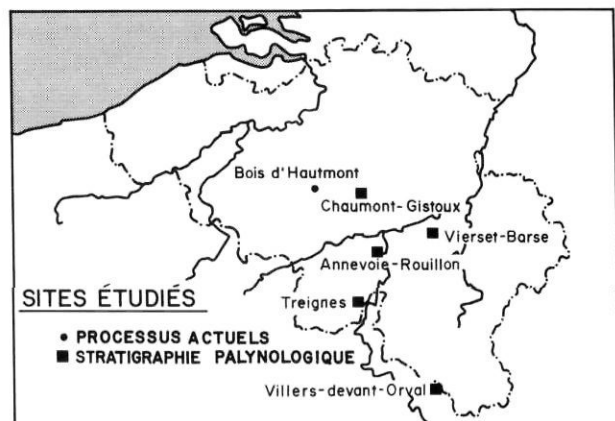 Bois d'Hautmont
Chaumont-Gistoux
Vierset-Barse
Annevoie-Rouillon
SITES ÉTUDIÉS
Treignes
• PROCESSUS ACTUELS
■ STRATIGRAPHIE PALYNOLOGIQUE
Villers-devant-Orval